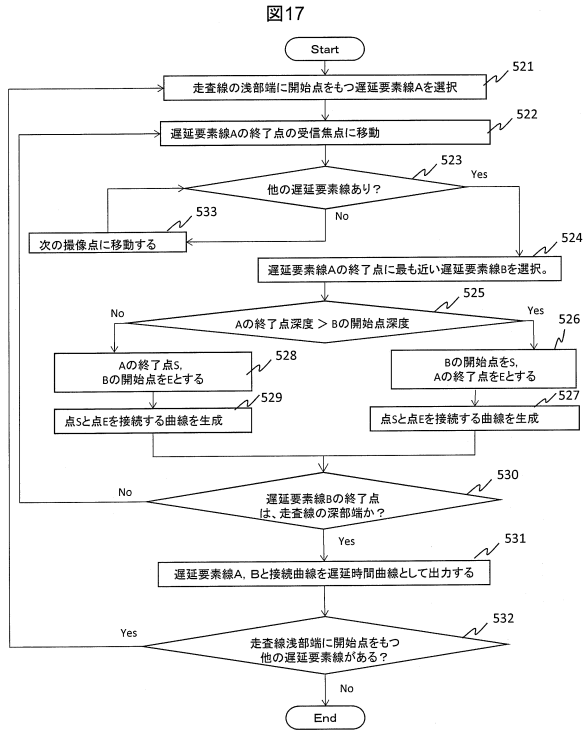 図17
Start
521
走査線の浅部端に開始点をもつ遅延要素線Aを選択
522
遅延要素線Aの終了点の受信焦点に移動
523
他の遅延要素線あり？
Yes
No
533
次の撮像点に移動する
524
遅延要素線Aの終了点に最も近い遅延要素線Bを選択。
525
Aの終了点深度 > Bの開始点深度
No
Yes
528
Aの終了点S,
Bの開始点をEとする
526
Bの開始点をS,
Aの終了点をEとする
529
点Sと点Eを接続する曲線を生成
527
点Sと点Eを接続する曲線を生成
530
遅延要素線Bの終了点
は、走査線の深部端か？
No
Yes
531
遅延要素線A，Bと接続曲線を遅延時間曲線として出力する
532
走査線浅部端に開始点をもつ
他の遅延要素線がある？
Yes
No
End